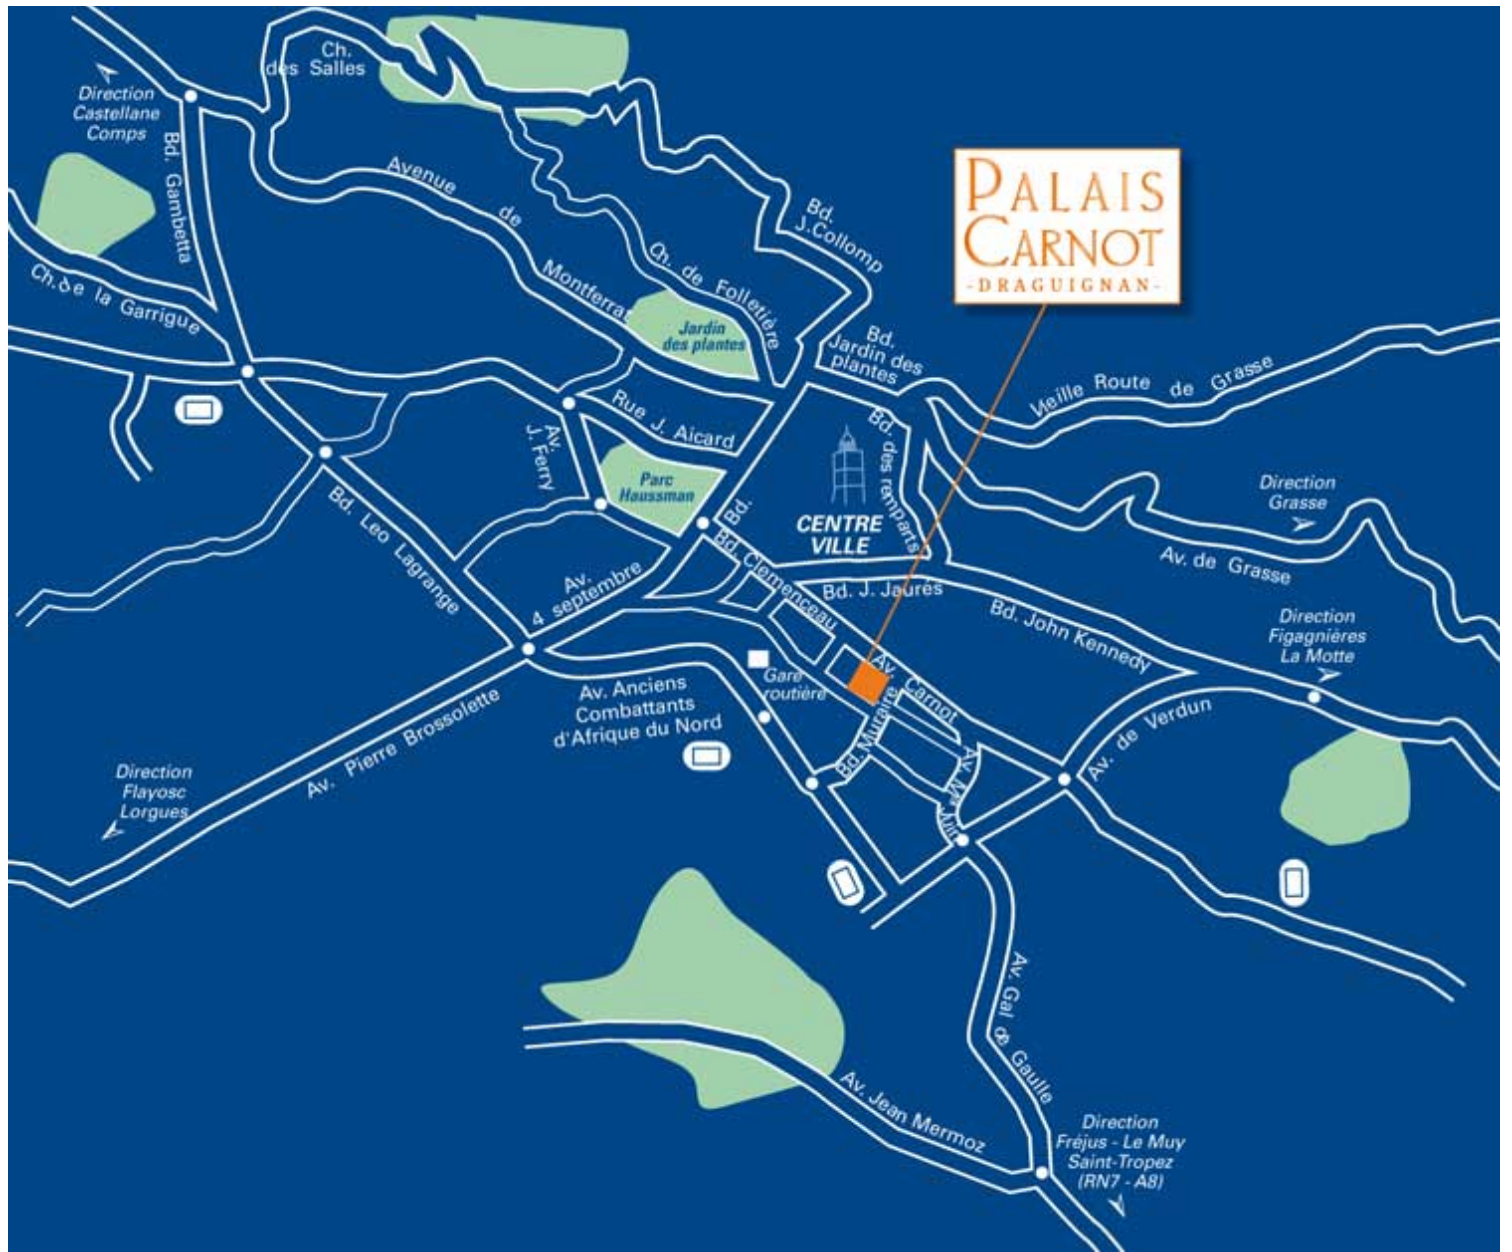 Ch.
des Salles
Direction
Castellane
Comps
Bd. Gambetta
Avenue
de
Montferrat
Ch. de la Garrigue
Bd.
J.Collomp
Ch. de Folletière
PALAIS
CARNOT
-DRAGUIGNAN-
Jardin
des plantes
Bd.
Jardin des
plantes
Vieille Route de Grasse
Rue J. Aicard
Av.
J. Ferry
Bd. des remparts
Parc
Haussman
Bd.
CENTRE
VILLE
Direction
Grasse
Av. de Grasse
Bd. Leo Lagrange
Av.
4 septembre
Bd. Clemenceau
Bd. J. Jaurés
Bd. John Kennedy
Direction
Figagnières
La Motte
Gare
routière
Av. Carnot
Av. Anciens
Combattants
d'Afrique du Nord
Bd. Muraire
Av. de Verdun
Av. Pierre Brossolette
Direction
Flayosc
Lorgues
Av. Mal Juin
Av. Gal de Gaulle
Av. Jean Mermoz
Direction
Fréjus - Le Muy
Saint-Tropez
(RN7 - A8)